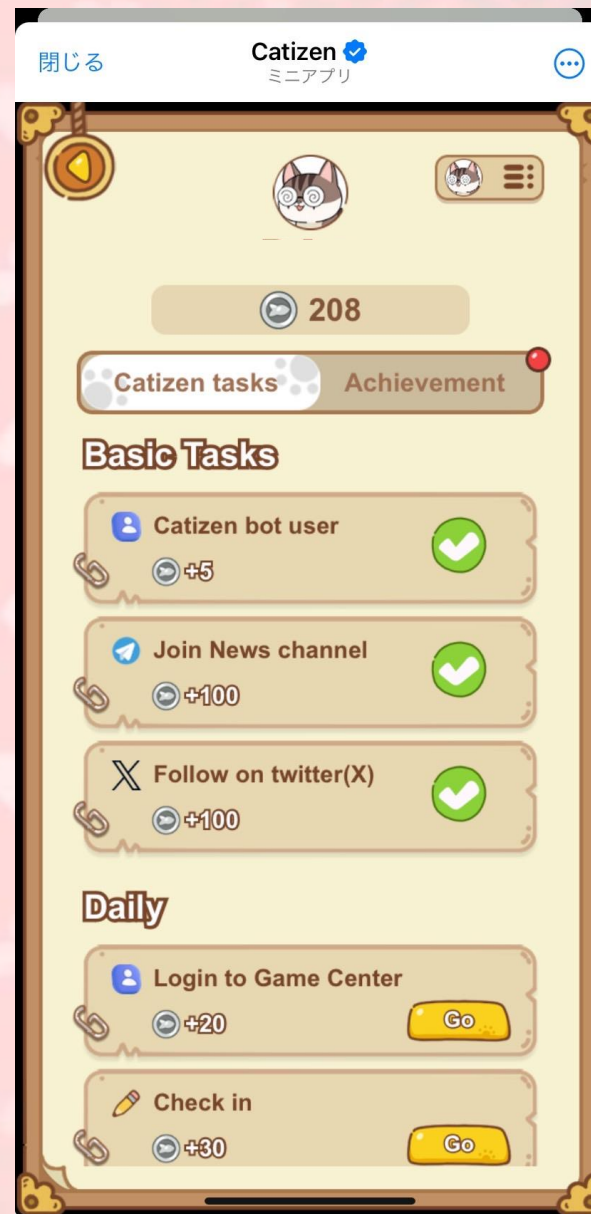 閉じる
Catizen
ミニアプリ
208
Catizen tasks
Achievement
Basic Tasks
Catizen bot user
+5
Join News channel
+100
Follow on twitter(X)
+100
Daily
Login to Game Center
+20
Go
Check in
+30
Go